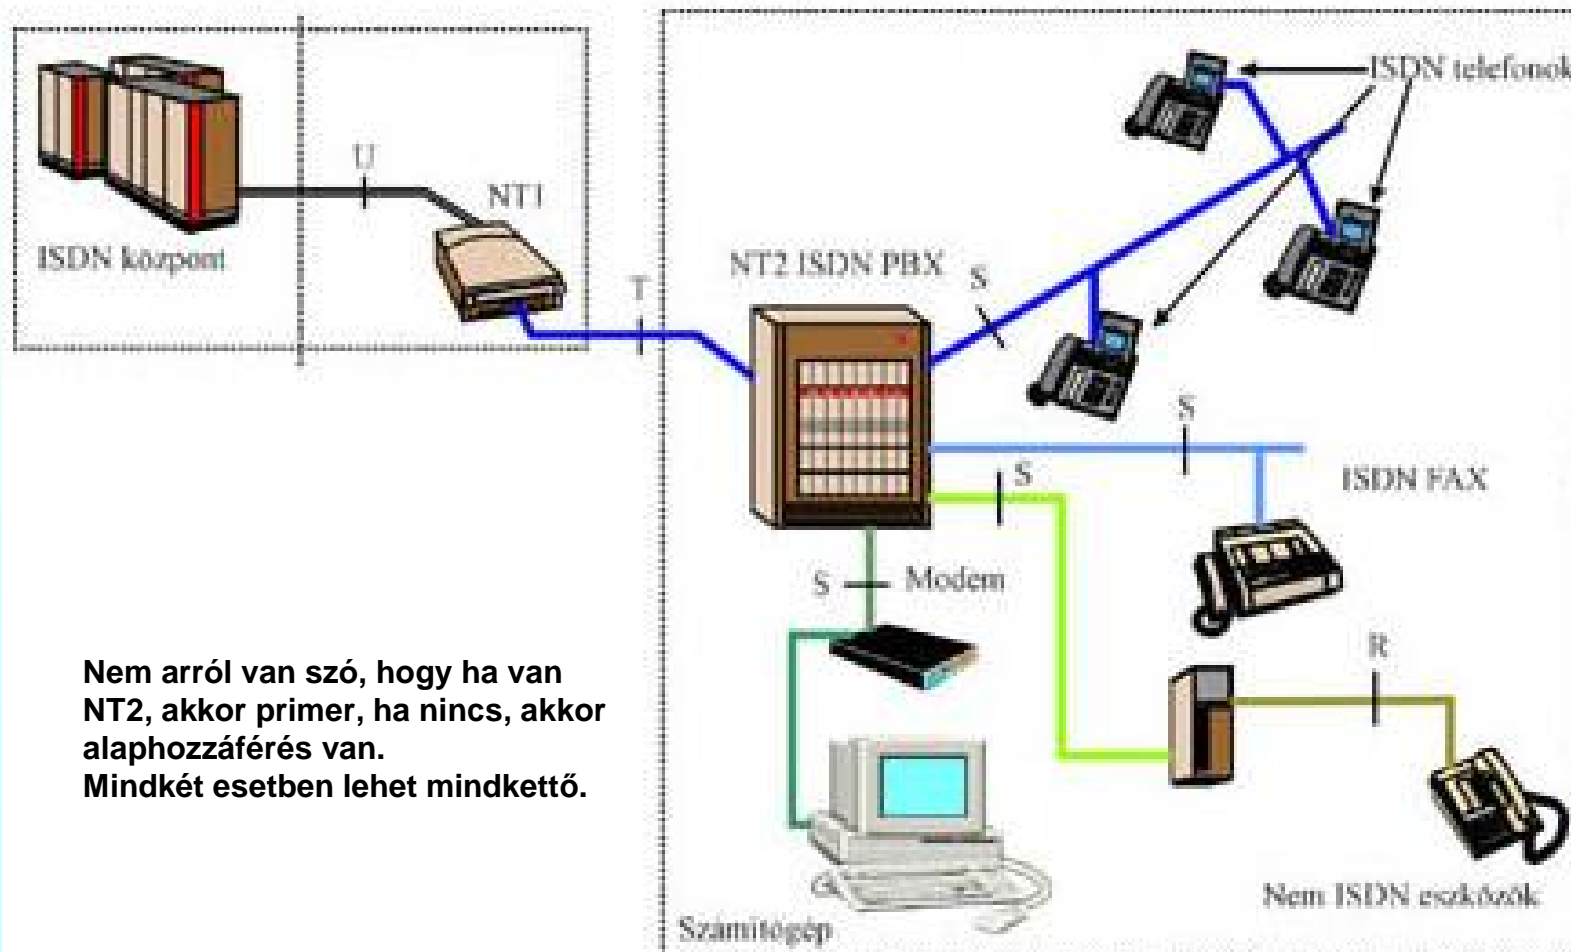 ISDN telefonok
U
NT1
ISDN központ
NT2 ISDN PBX
S
T
S
ISDN FAX
S
S
Modem
R
Nem arról van szó, hogy ha van
NT2, akkor primer, ha nincs, akkor
alaphozzáférés van.
Mindkét esetben lehet mindkettő.
Nem ISDN eszközök
Számítógép